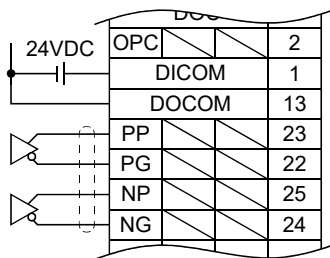 24VDC
OPC 2
DICOM 1
DOCOM 13
PP 23
PG 22
NP 25
NG 24